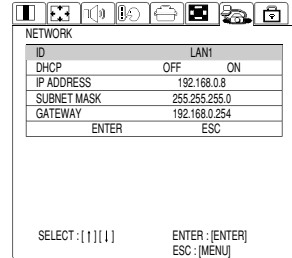 NETWORK
ID LAN1
DHCP OFF ON
IP ADDRESS 192.168.0.8
SUBNET MASK 255.255.255.0
GATEWAY 192.168.0.254
ENTER ESC
SELECT : [↑][↓] ENTER : [ENTER]
ESC : [MENU]